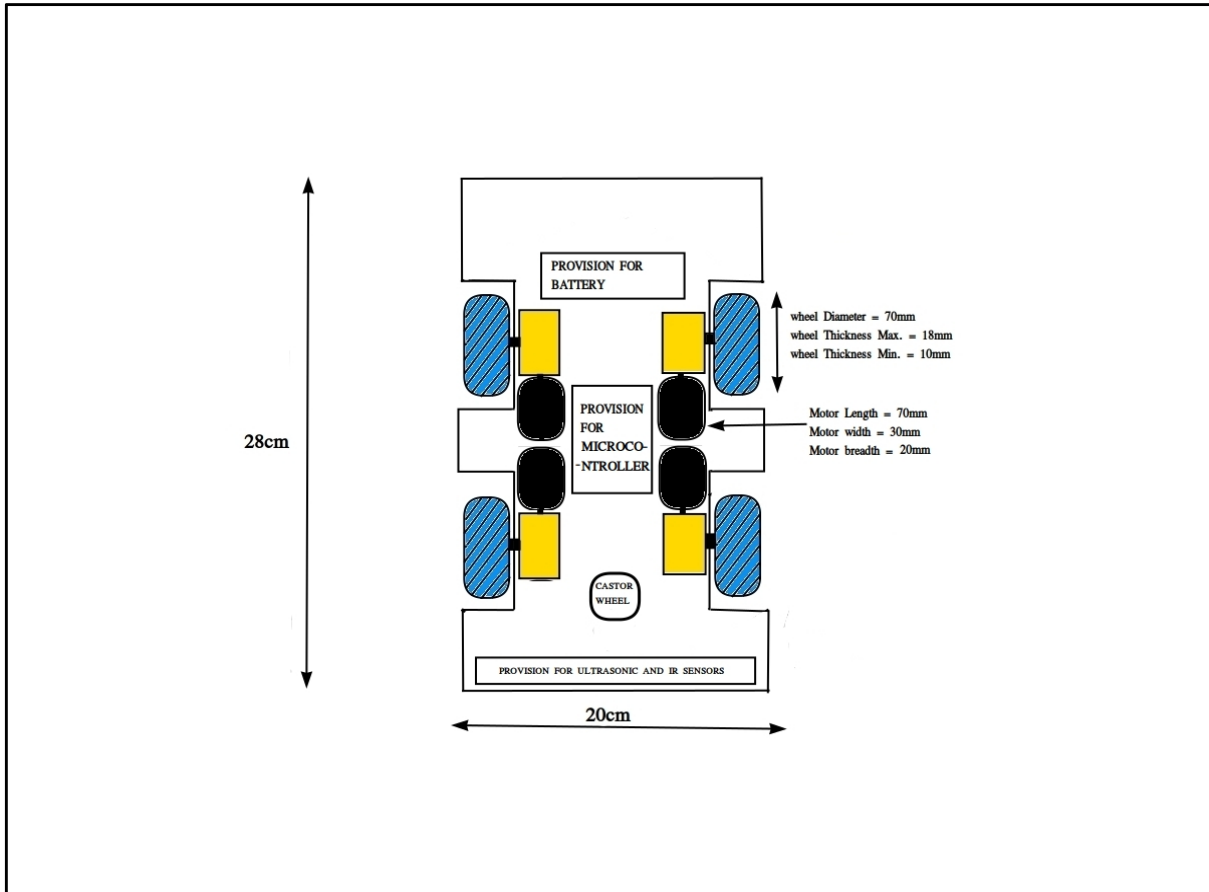 PROVISION FOR
BATTERY
wheel Diameter = 70mm
wheel Thickness Max. = 18mm
wheel Thickness Min. = 10mm
PROVISION
FOR
MICROCO-
-NTROLLER
Motor Length = 70mm
Motor width = 30mm
Motor breadth = 20mm
28cm
CASTOR
WHEEL
PROVISION FOR ULTRASONIC AND IR SENSORS
20cm